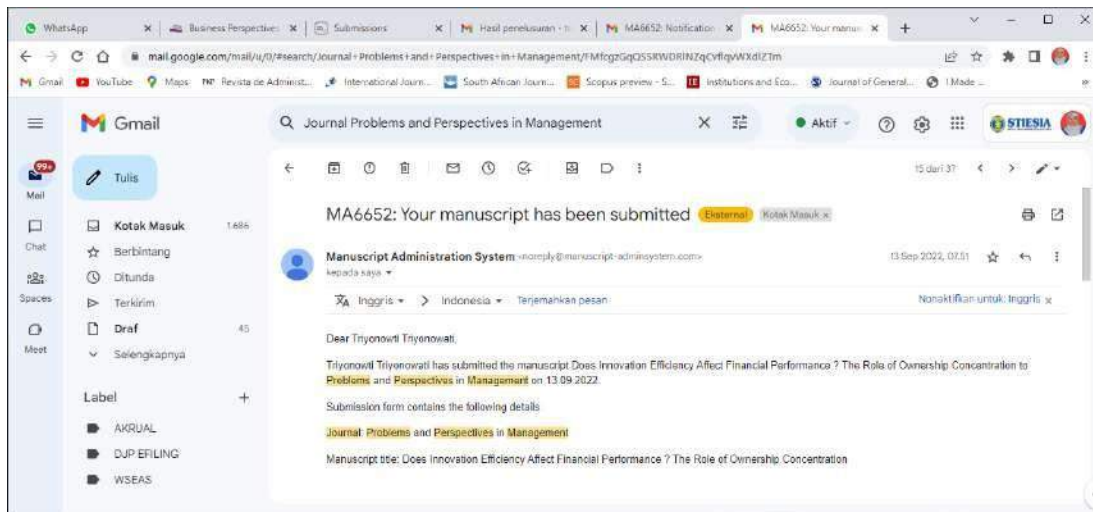 WhatsApp
Business Perspective
Submissions
Hasil penelusuran - 
MA6652: Notification
MA6652: Your manus
mail.google.com/mail/u/0/#search/Journal+Problems+and+Perspectives+in+Management/
Gmail YouTube Maps Revista de Administ... International Journ... South African Journ... Scopus preview - S... Institutions and Eco... Journal of General... I Made ...
Gmail
Journal Problems and Perspectives in Management
Aktif
STIESIA
99+
Mail
Chat
Spaces
Meet
Tulis
Kotak Masuk 1.686
Berbintang
Ditunda
Terkirim
Draf 45
Selengkapnya
Label +
AKRUAL
DJP EFILING
WSEAS
15 dari 37
MA6652: Your manuscript has been submitted Eksternal Kotak Masuk x
Manuscript Administration System <noreply@manuscript-adminsystem.com> 13 Sep 2022, 07.51
kepada saya
Inggris > Indonesia Terjemahkan pesan Nonaktifkan untuk: Inggris x
Dear Triyonowti Triyonowati,
Triyonowti Triyonowati has submitted the manuscript Does Innovation Efficiency Affect Financial Performance ? The Role of Ownership Concentration to
Problems and Perspectives in Management on 13.09.2022.
Submission form contains the following details
Journal: Problems and Perspectives in Management
Manuscript title: Does Innovation Efficiency Affect Financial Performance ? The Role of Ownership Concentration